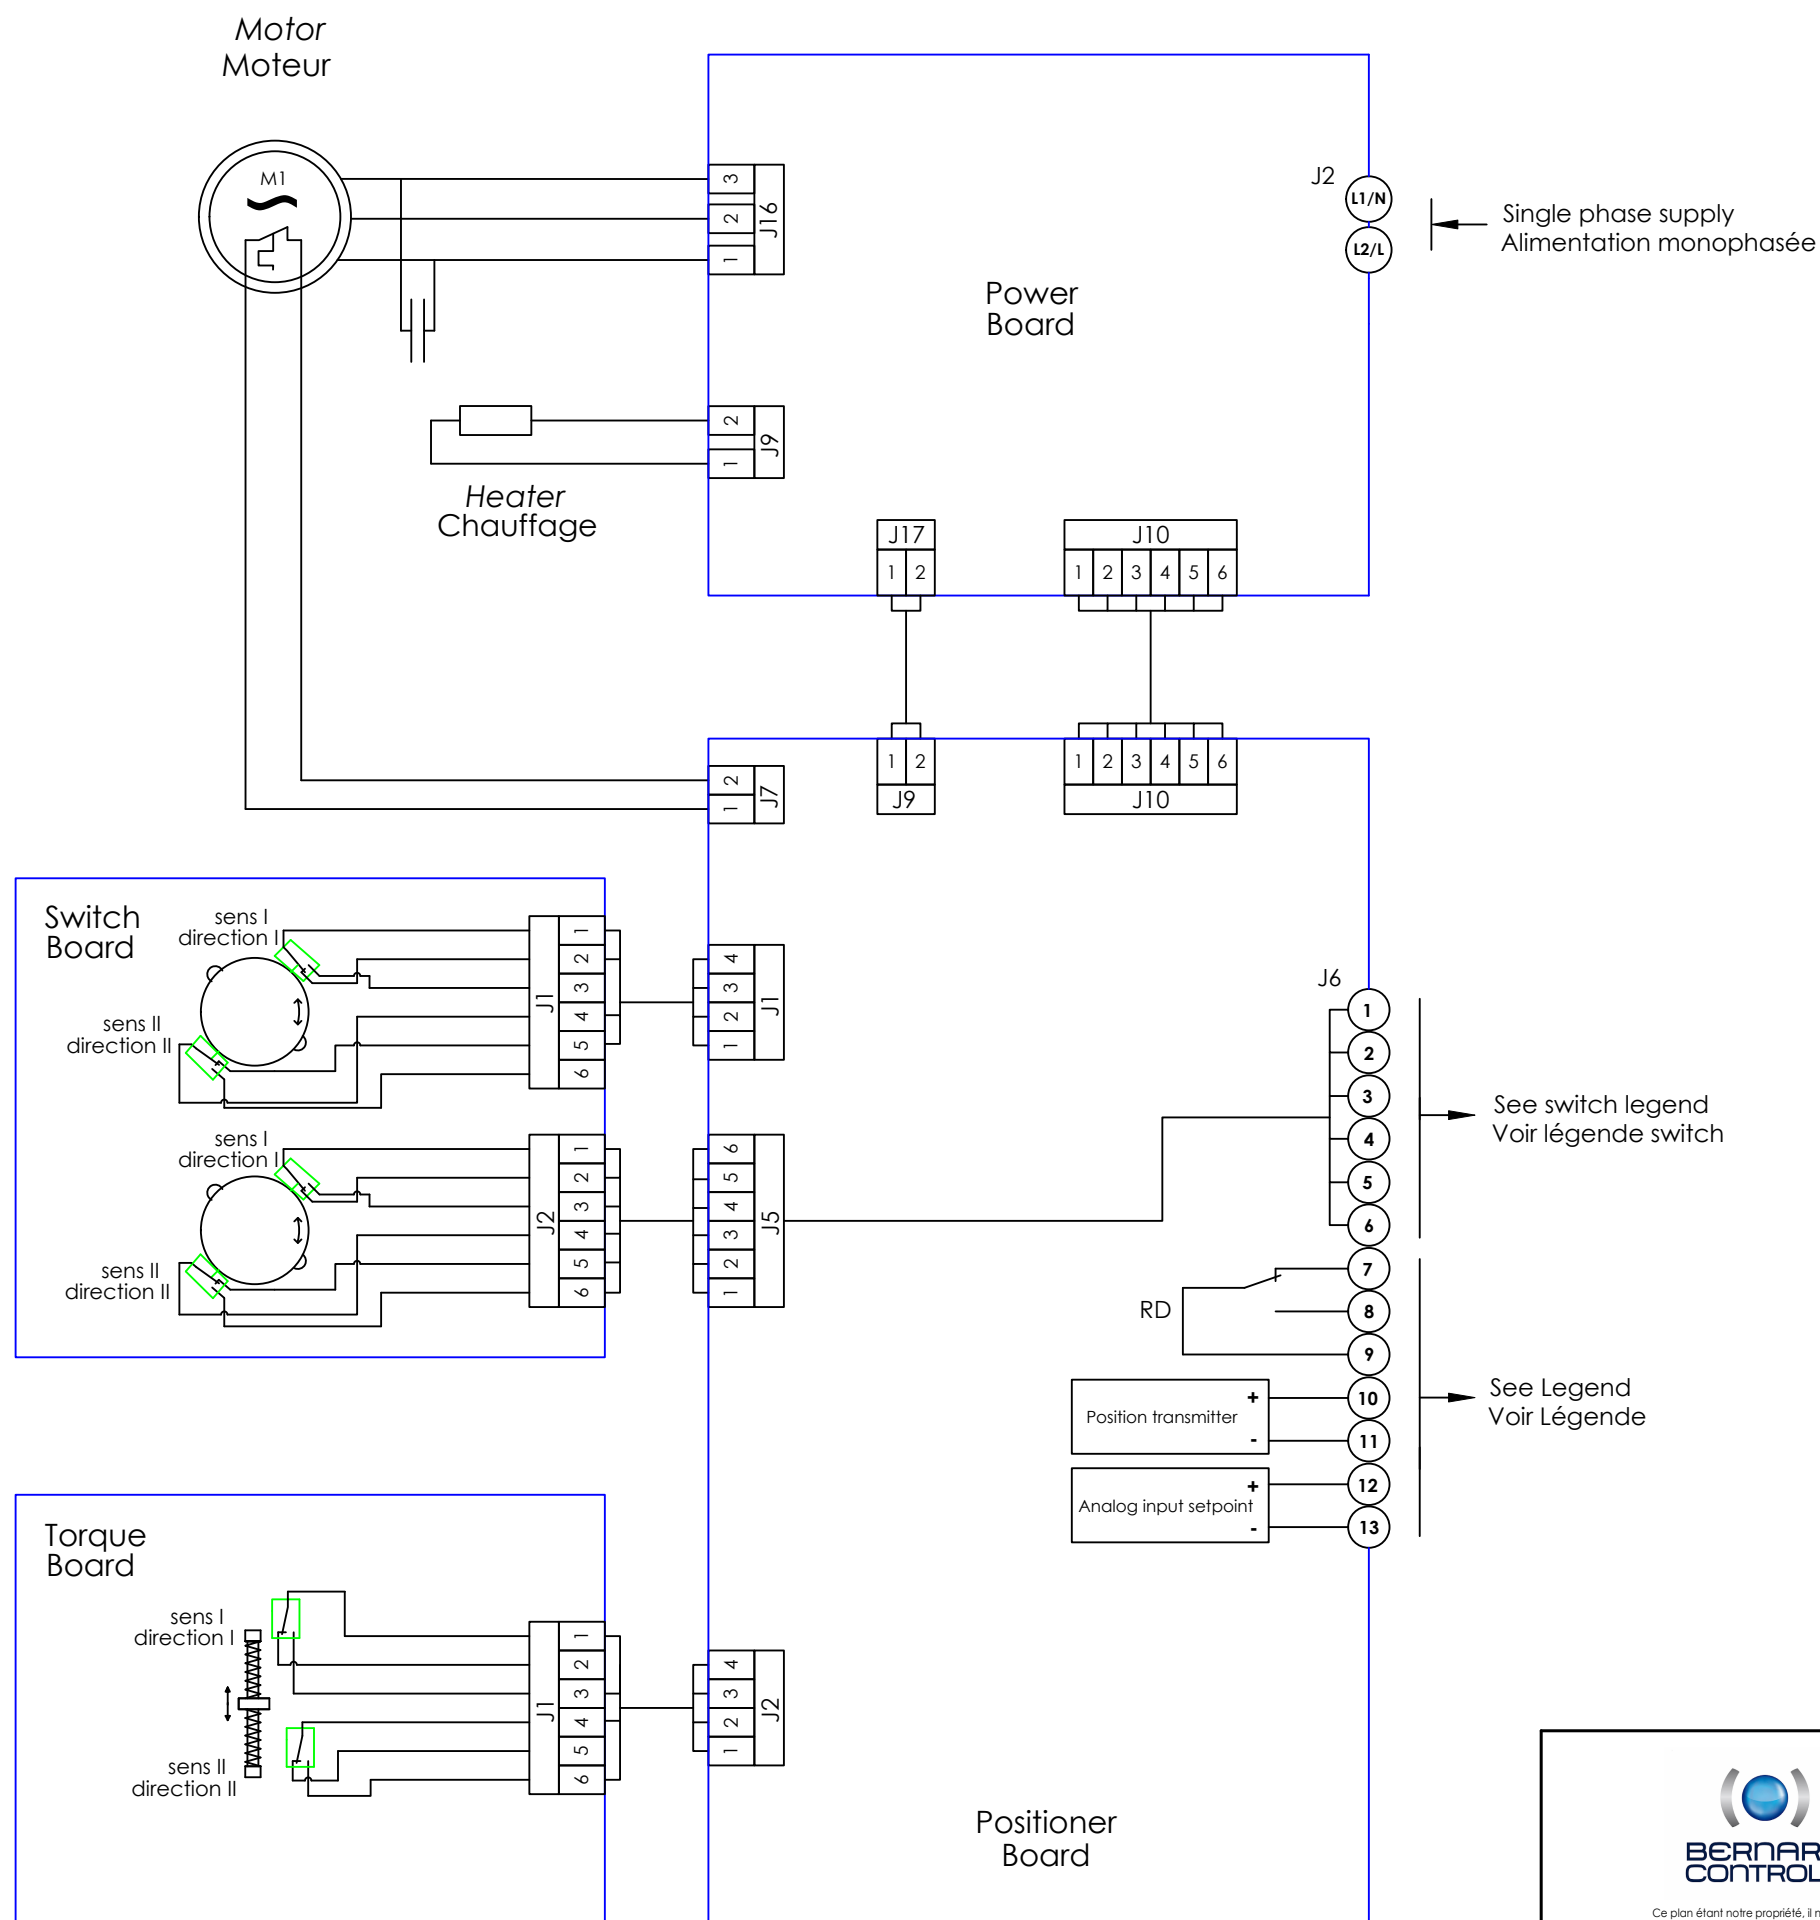 Motor
Moteur
M1
3
2
1
J16
J2
L1/N
L2/L
Single phase supply
Alimentation monophasée
Power
Board
2
1
J9
Heater
Chauffage
J17
1 2
J10
1 2 3 4 5 6
1 2
J9
1 2 3 4 5 6
J10
2
1
J7
Switch
Board
sens I
direction I
sens II
direction II
J1
1
2
3
4
5
6
4
3
2
1
J1
sens I
direction I
sens II
direction II
J2
1
2
3
4
5
6
6
5
4
3
2
1
J5
J6
1
2
3
4
5
6
7
8
9
10
11
12
13
See switch legend
Voir légende switch
RD
See Legend
Voir Légende
Position transmitter
+
-
Analog input setpoint
+
-
Torque
Board
sens I
direction I
sens II
direction II
J1
1
2
3
4
5
6
4
3
2
1
J2
Positioner
Board
BERNAR
CONTROL
Ce plan étant notre propriété, il